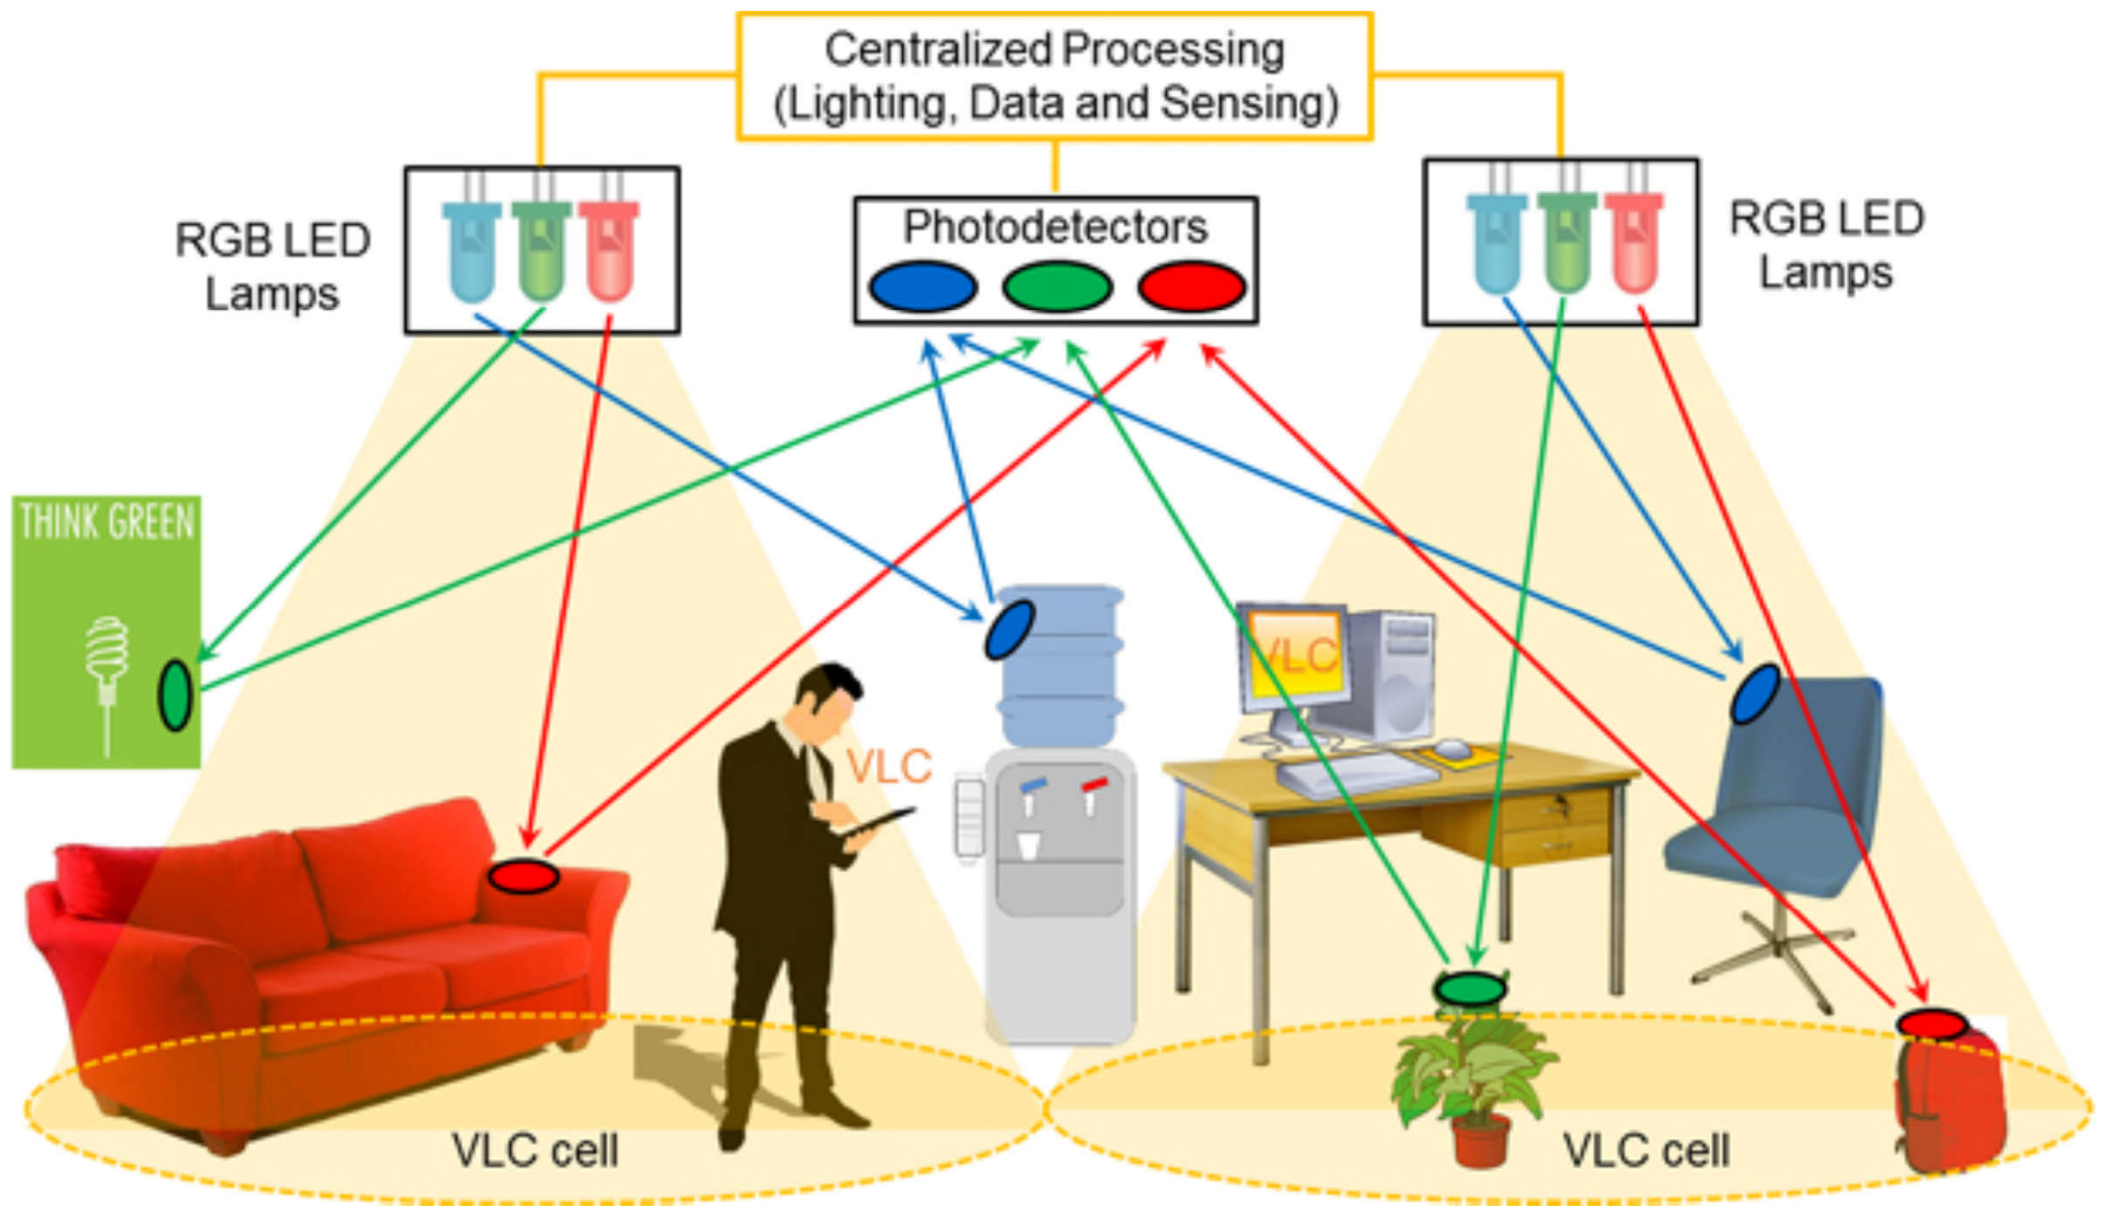 Centralized Processing
(Lighting, Data and Sensing)
RGB LED
Lamps
Photodetectors
RGB LED
Lamps
THINK GREEN
VLC
VLC
VLC cell
VLC cell